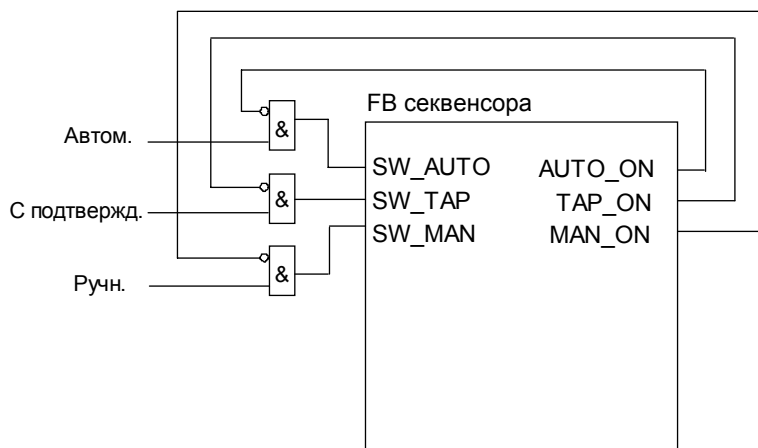 FB секвенсора
Автом.
&
SW_AUTO AUTO_ON
С подтвержд.
&
SW_TAP TAP_ON
SW_MAN MAN_ON
Ручн.
&